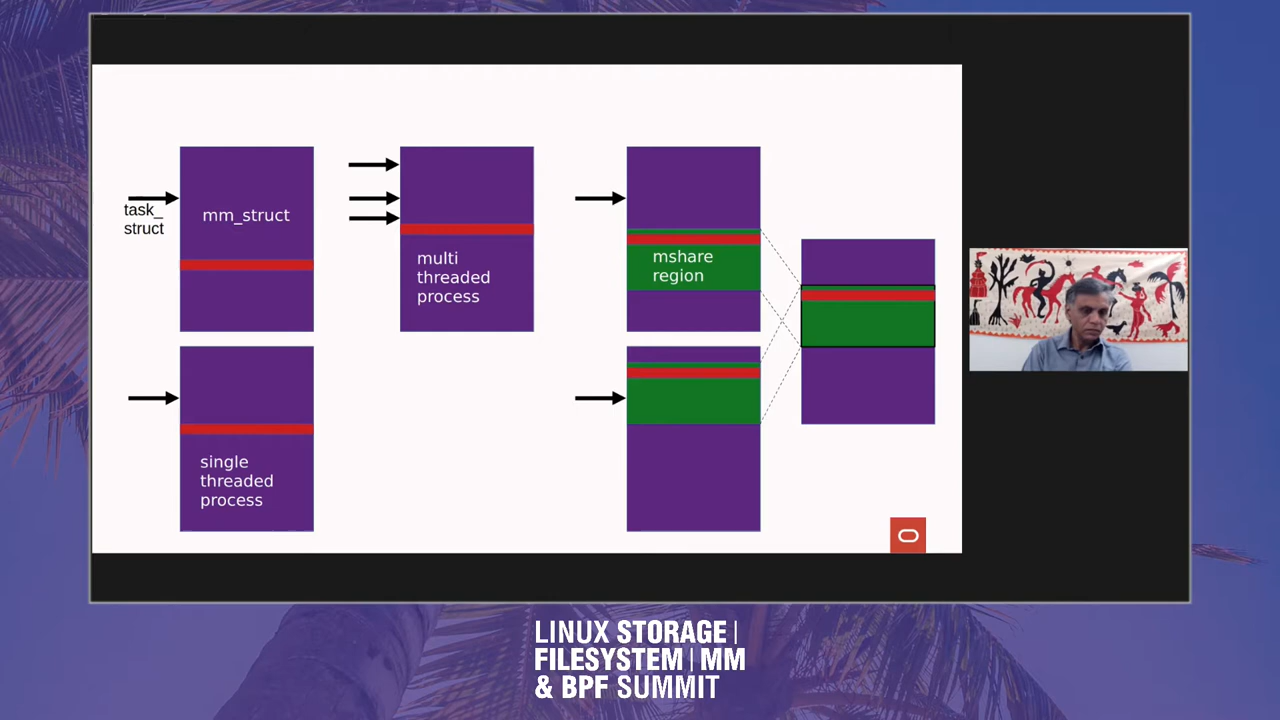 task_
struct
mm_struct
multi
threaded
process
mshare
region
single
threaded
process
LINUX STORAGE |
FILESYSTEM | MM
& BPF SUMMIT